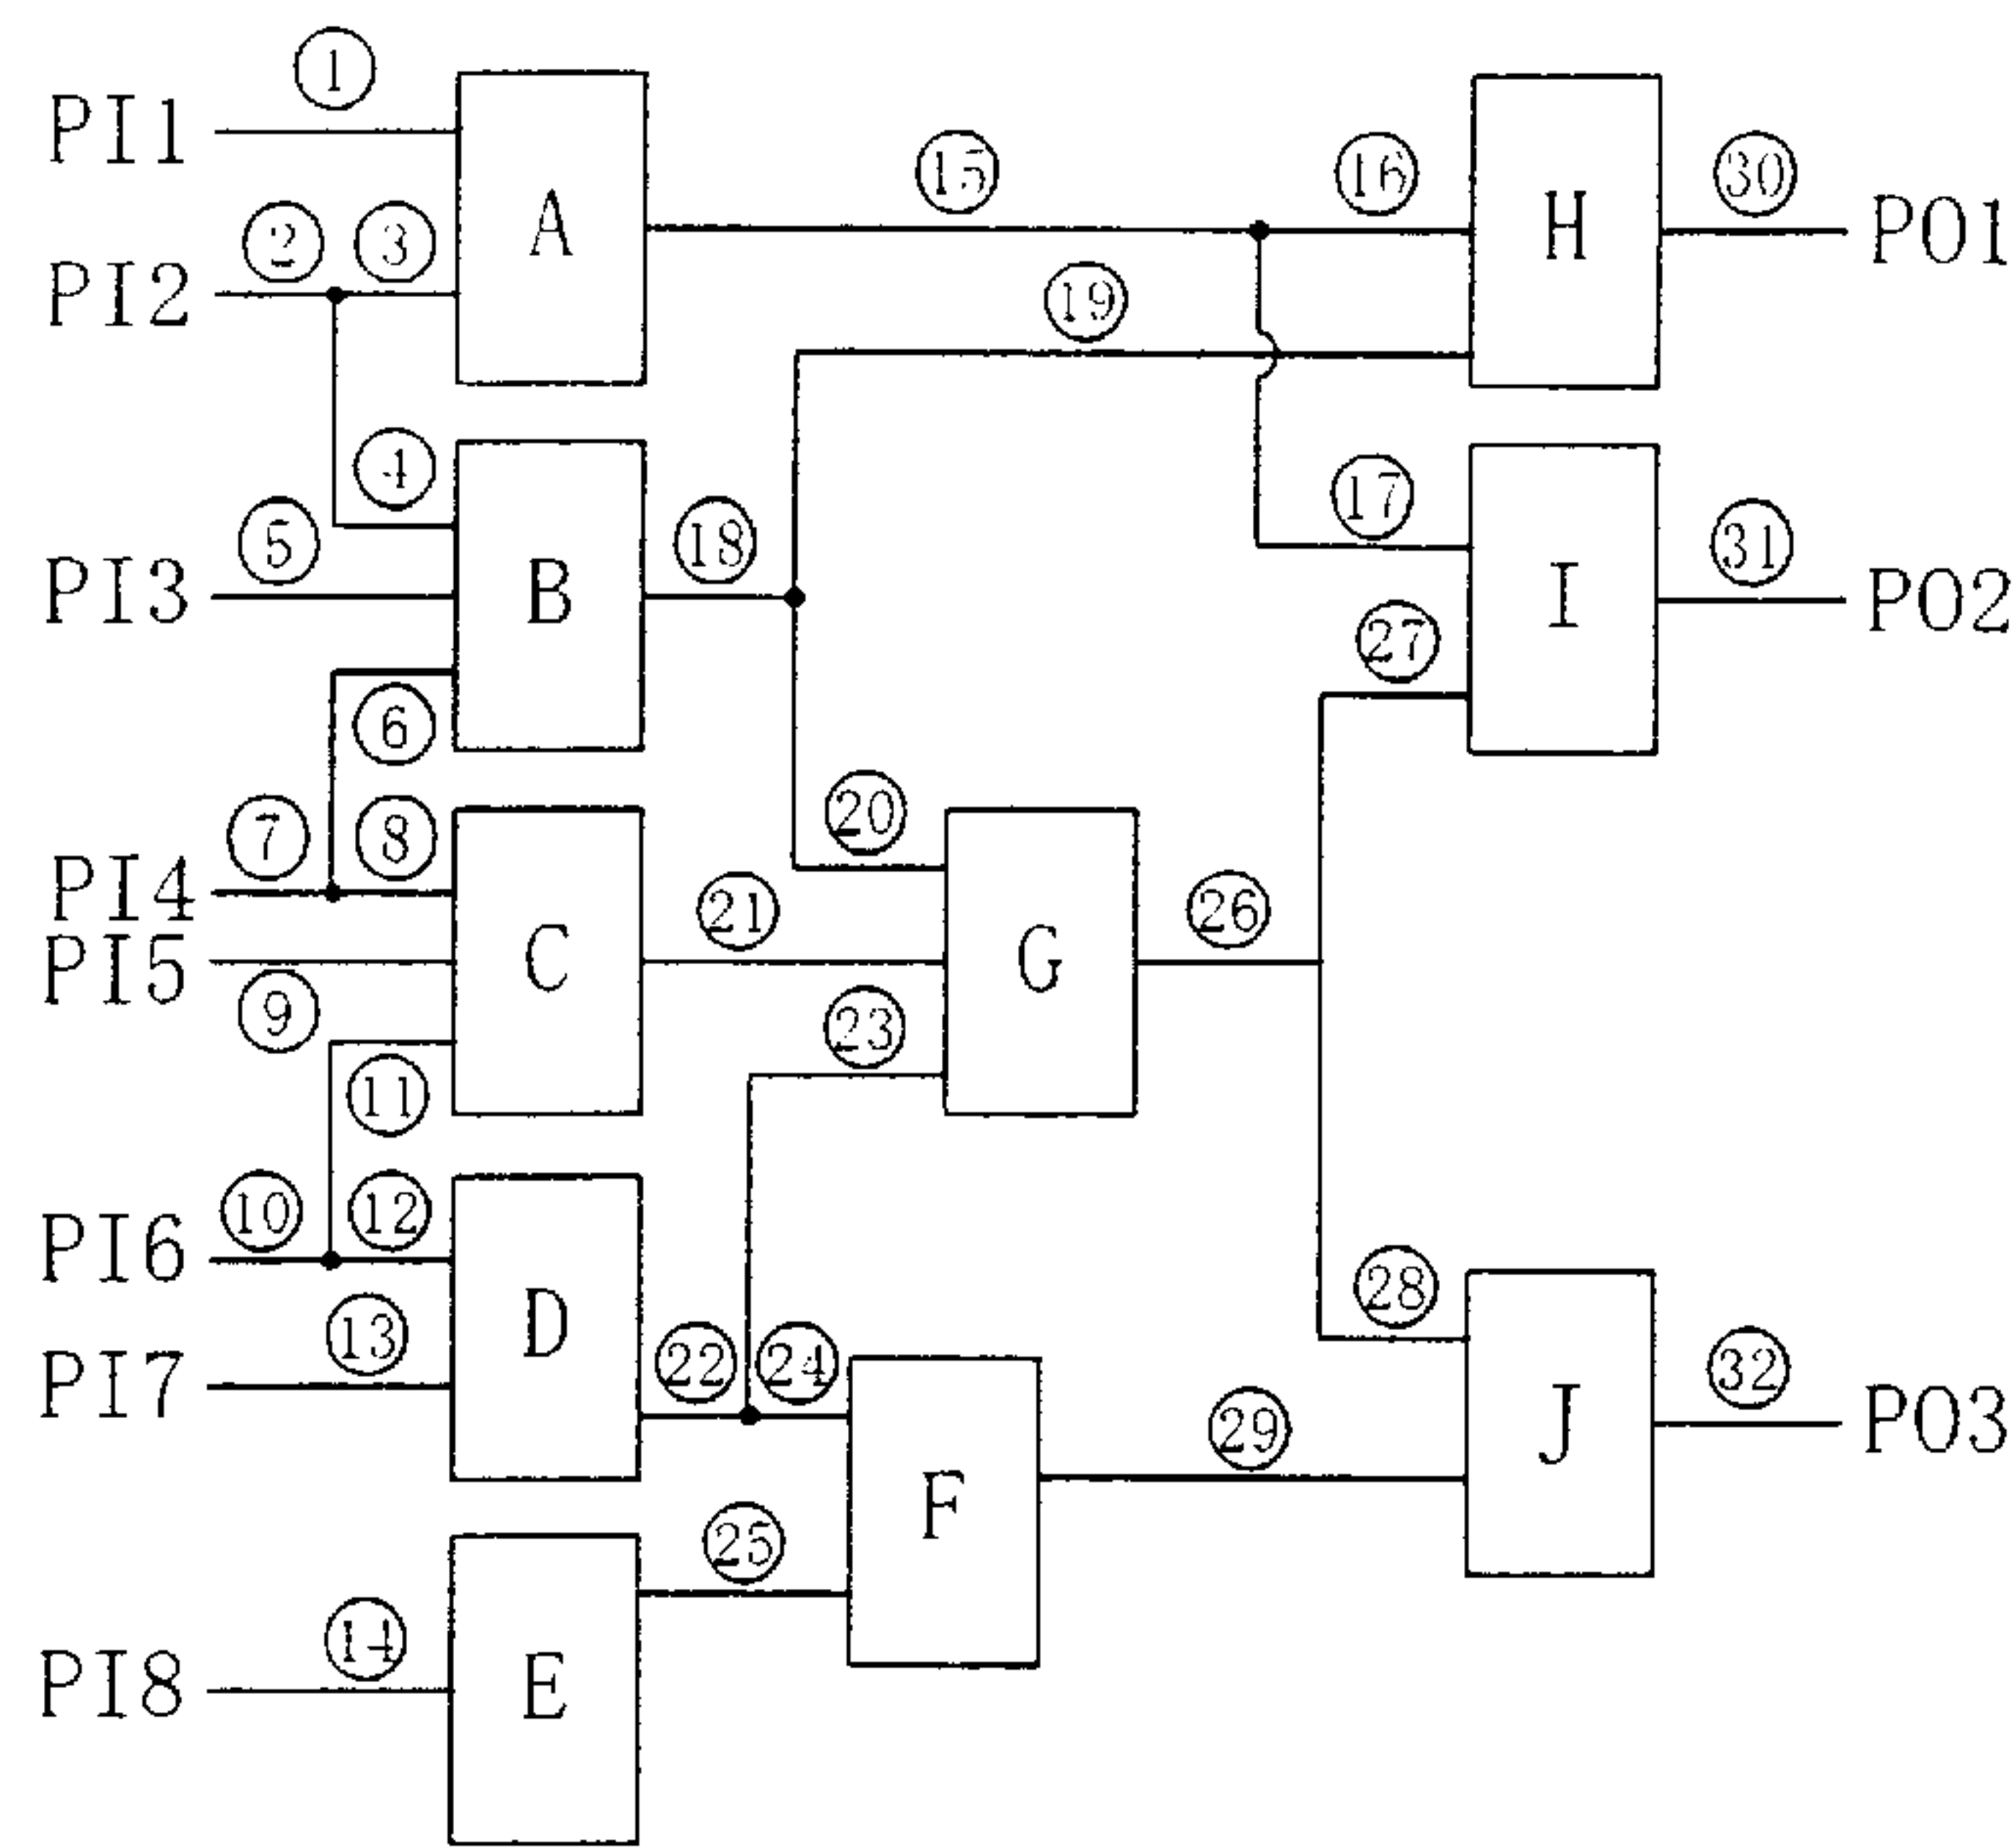 ①
PI1
A
⑮
⑯
H
㉚
PO1
②
③
PI2
⑲
④
⑤
PI3
B
⑱
⑰
I
㉛
PO2
㉗
⑥
⑦
⑧
PI4
⑳
PI5
C
㉑
G
㉖
⑨
㉓
⑪
⑩
⑫
PI6
⑬
D
PI7
㉒
㉔
㉘
J
㉜
PO3
㉙
F
㉕
⑭
PI8
E